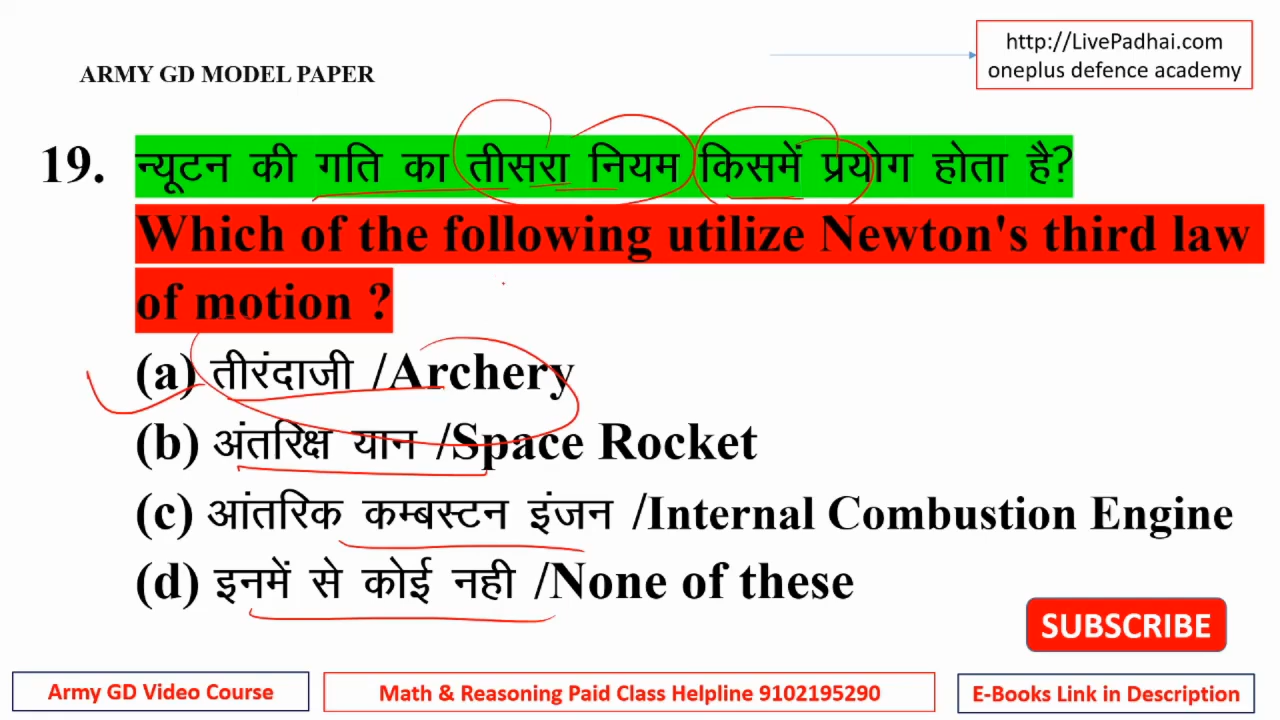 http://LivePadhai.com
oneplus defence academy
ARMY GD MODEL PAPER
19. न्यूटन की गति का तीसरा नियम किसमें प्रयोग होता है?
Which of the following utilize Newton's third law
of motion ?
(a) तीरंदाजी /Archery
(b) अंतरिक्ष यान /Space Rocket
(c) आंतरिक कम्बस्टन इंजन /Internal Combustion Engine
(d) इनमें से कोई नही /None of these
SUBSCRIBE
Army GD Video Course
Math & Reasoning Paid Class Helpline 9102195290
E-Books Link in Description